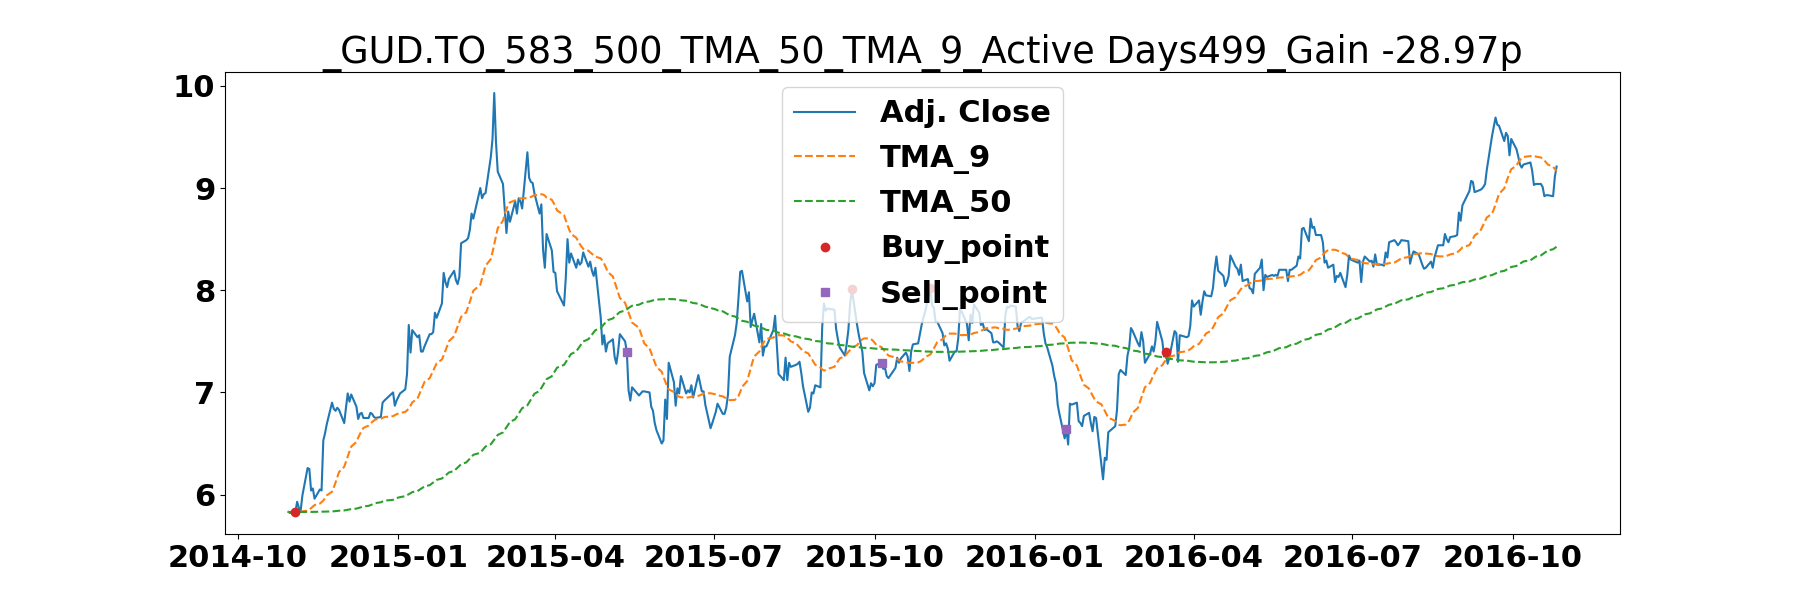 _GUD.TO_583_500_TMA_50_TMA_9_Active Days499_Gain -28.97p
10
9
8
7
6
Adj. Close
TMA_9
TMA_50
Buy_point
Sell_point
2014-10 2015-01 2015-04 2015-07 2015-10 2016-01 2016-04 2016-07 2016-10